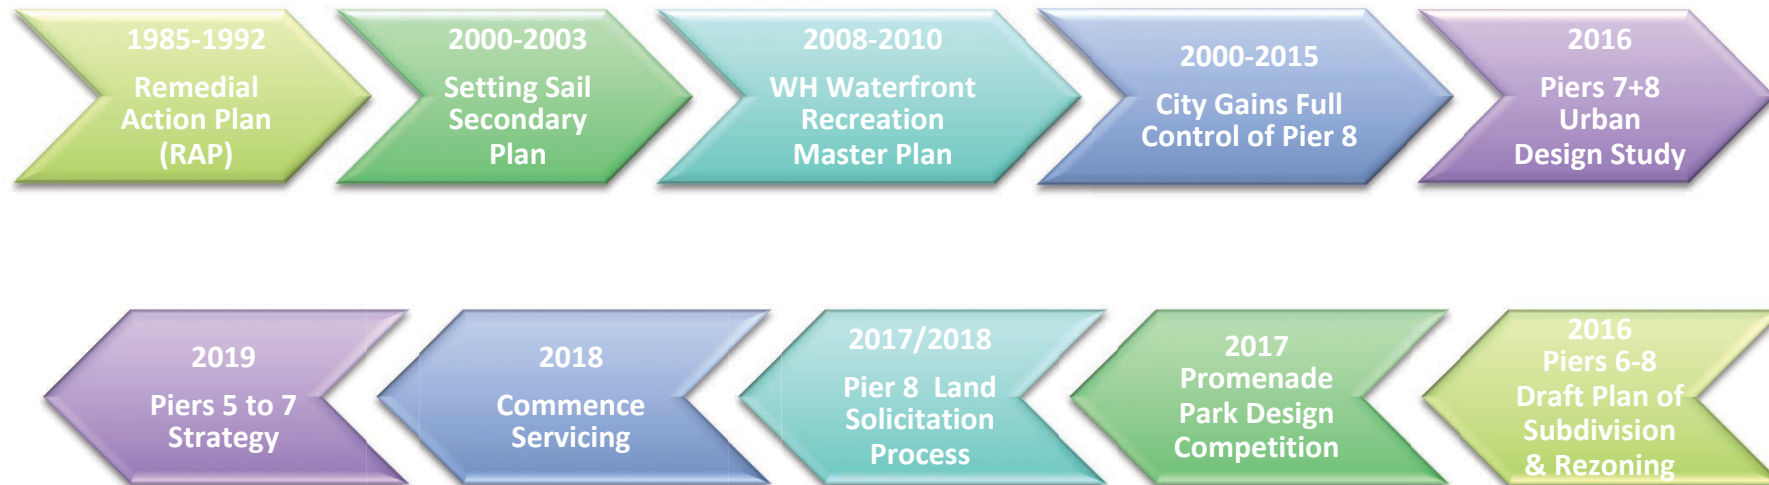 1985-1992
Remedial
Action Plan
(RAP)
2000-2003
Setting Sail
Secondary
Plan
2008-2010
WH Waterfront
Recreation
Master Plan
2000-2015
City Gains Full
Control of Pier 8
2016
Piers 7+8
Urban
Design Study
2016
Piers 6-8
Draft Plan of
Subdivision
& Rezoning
2017
Promenade
Park Design
Competition
2017/2018
Pier 8 Land
Solicitation
Process
2018
Commence
Servicing
2019
Piers 5 to 7
Strategy